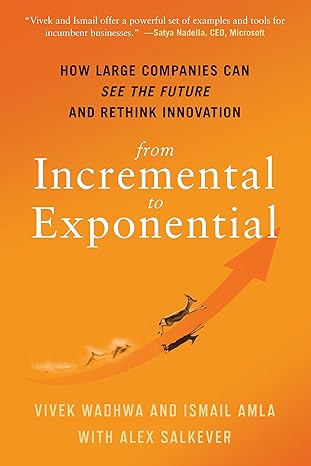 “Vivek and Ismail offer a powerful set of examples and tools for
incumbent businesses.” —Satya Nadella, CEO, Microsoft
HOW LARGE COMPANIES CAN
SEE THE FUTURE
AND RETHINK INNOVATION
from
Incremental
to
Exponential
VIVEK WADHWA AND ISMAIL AMLA
WITH ALEX SALKEVER